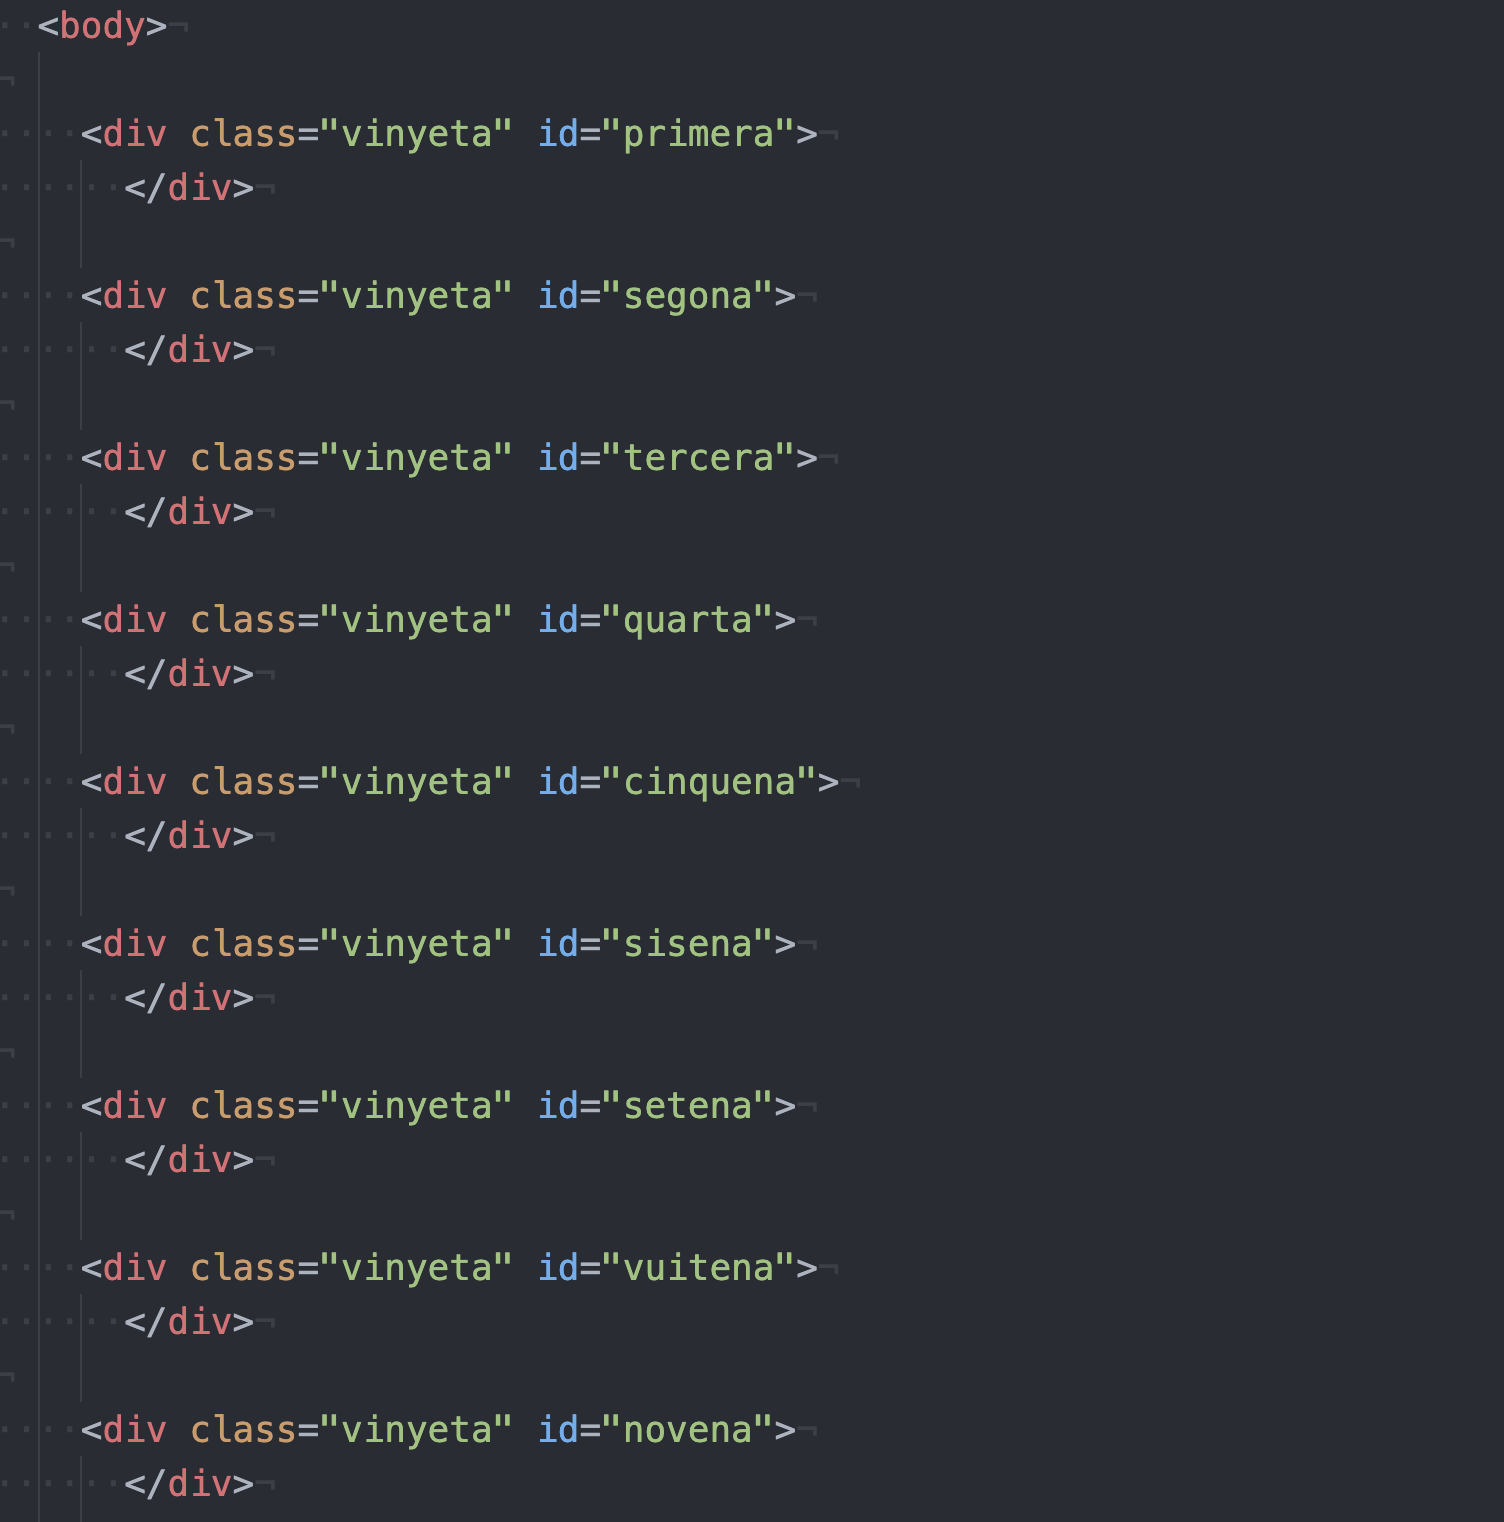 <body>
<div class="vinyeta" id="primera">
</div>
<div class="vinyeta" id="segona">
</div>
<div class="vinyeta" id="tercera">
</div>
<div class="vinyeta" id="quarta">
</div>
<div class="vinyeta" id="cinquena">
</div>
<div class="vinyeta" id="sisena">
</div>
<div class="vinyeta" id="setena">
</div>
<div class="vinyeta" id="vuitena">
</div>
<div class="vinyeta" id="novena">
</div>